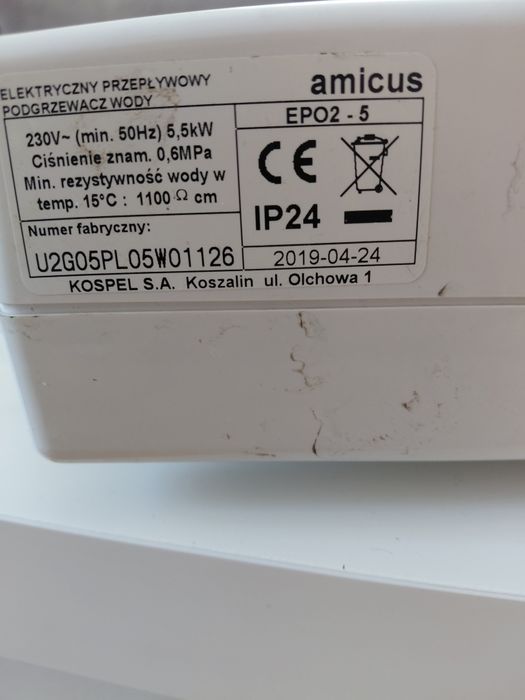 ELEKTRYCZNY PRZEPŁYWOWY
PODGRZEWACZ WODY
amicus
EPO2 - 5
230V~ (min. 50Hz) 5,5kW
Ciśnienie znam. 0,6MPa
Min. rezystywność wody w
temp. 15°C : 1100 Ω cm
CE
IP24
Numer fabryczny:
U2G05PL05W01126
2019-04-24
KOSPEL S.A. Koszalin ul. Olchowa 1